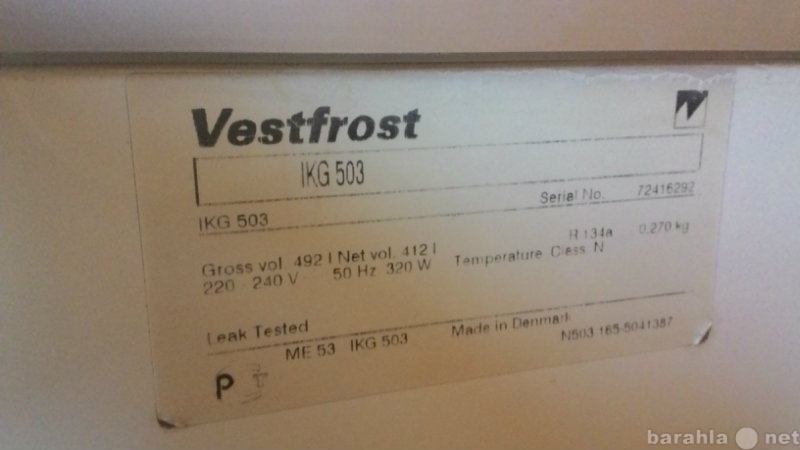 Vestfrost
IKG 503
IKG 503 Serial No. 72416292
Gross vol. 492 l Net vol. 412 l R 134a 0,270 kg
220 - 240 V 50 Hz 320 W Temperature Class N
Leak Tested Made in Denmark
ME 53 IKG 503 N503 165-5041387
barahla.net